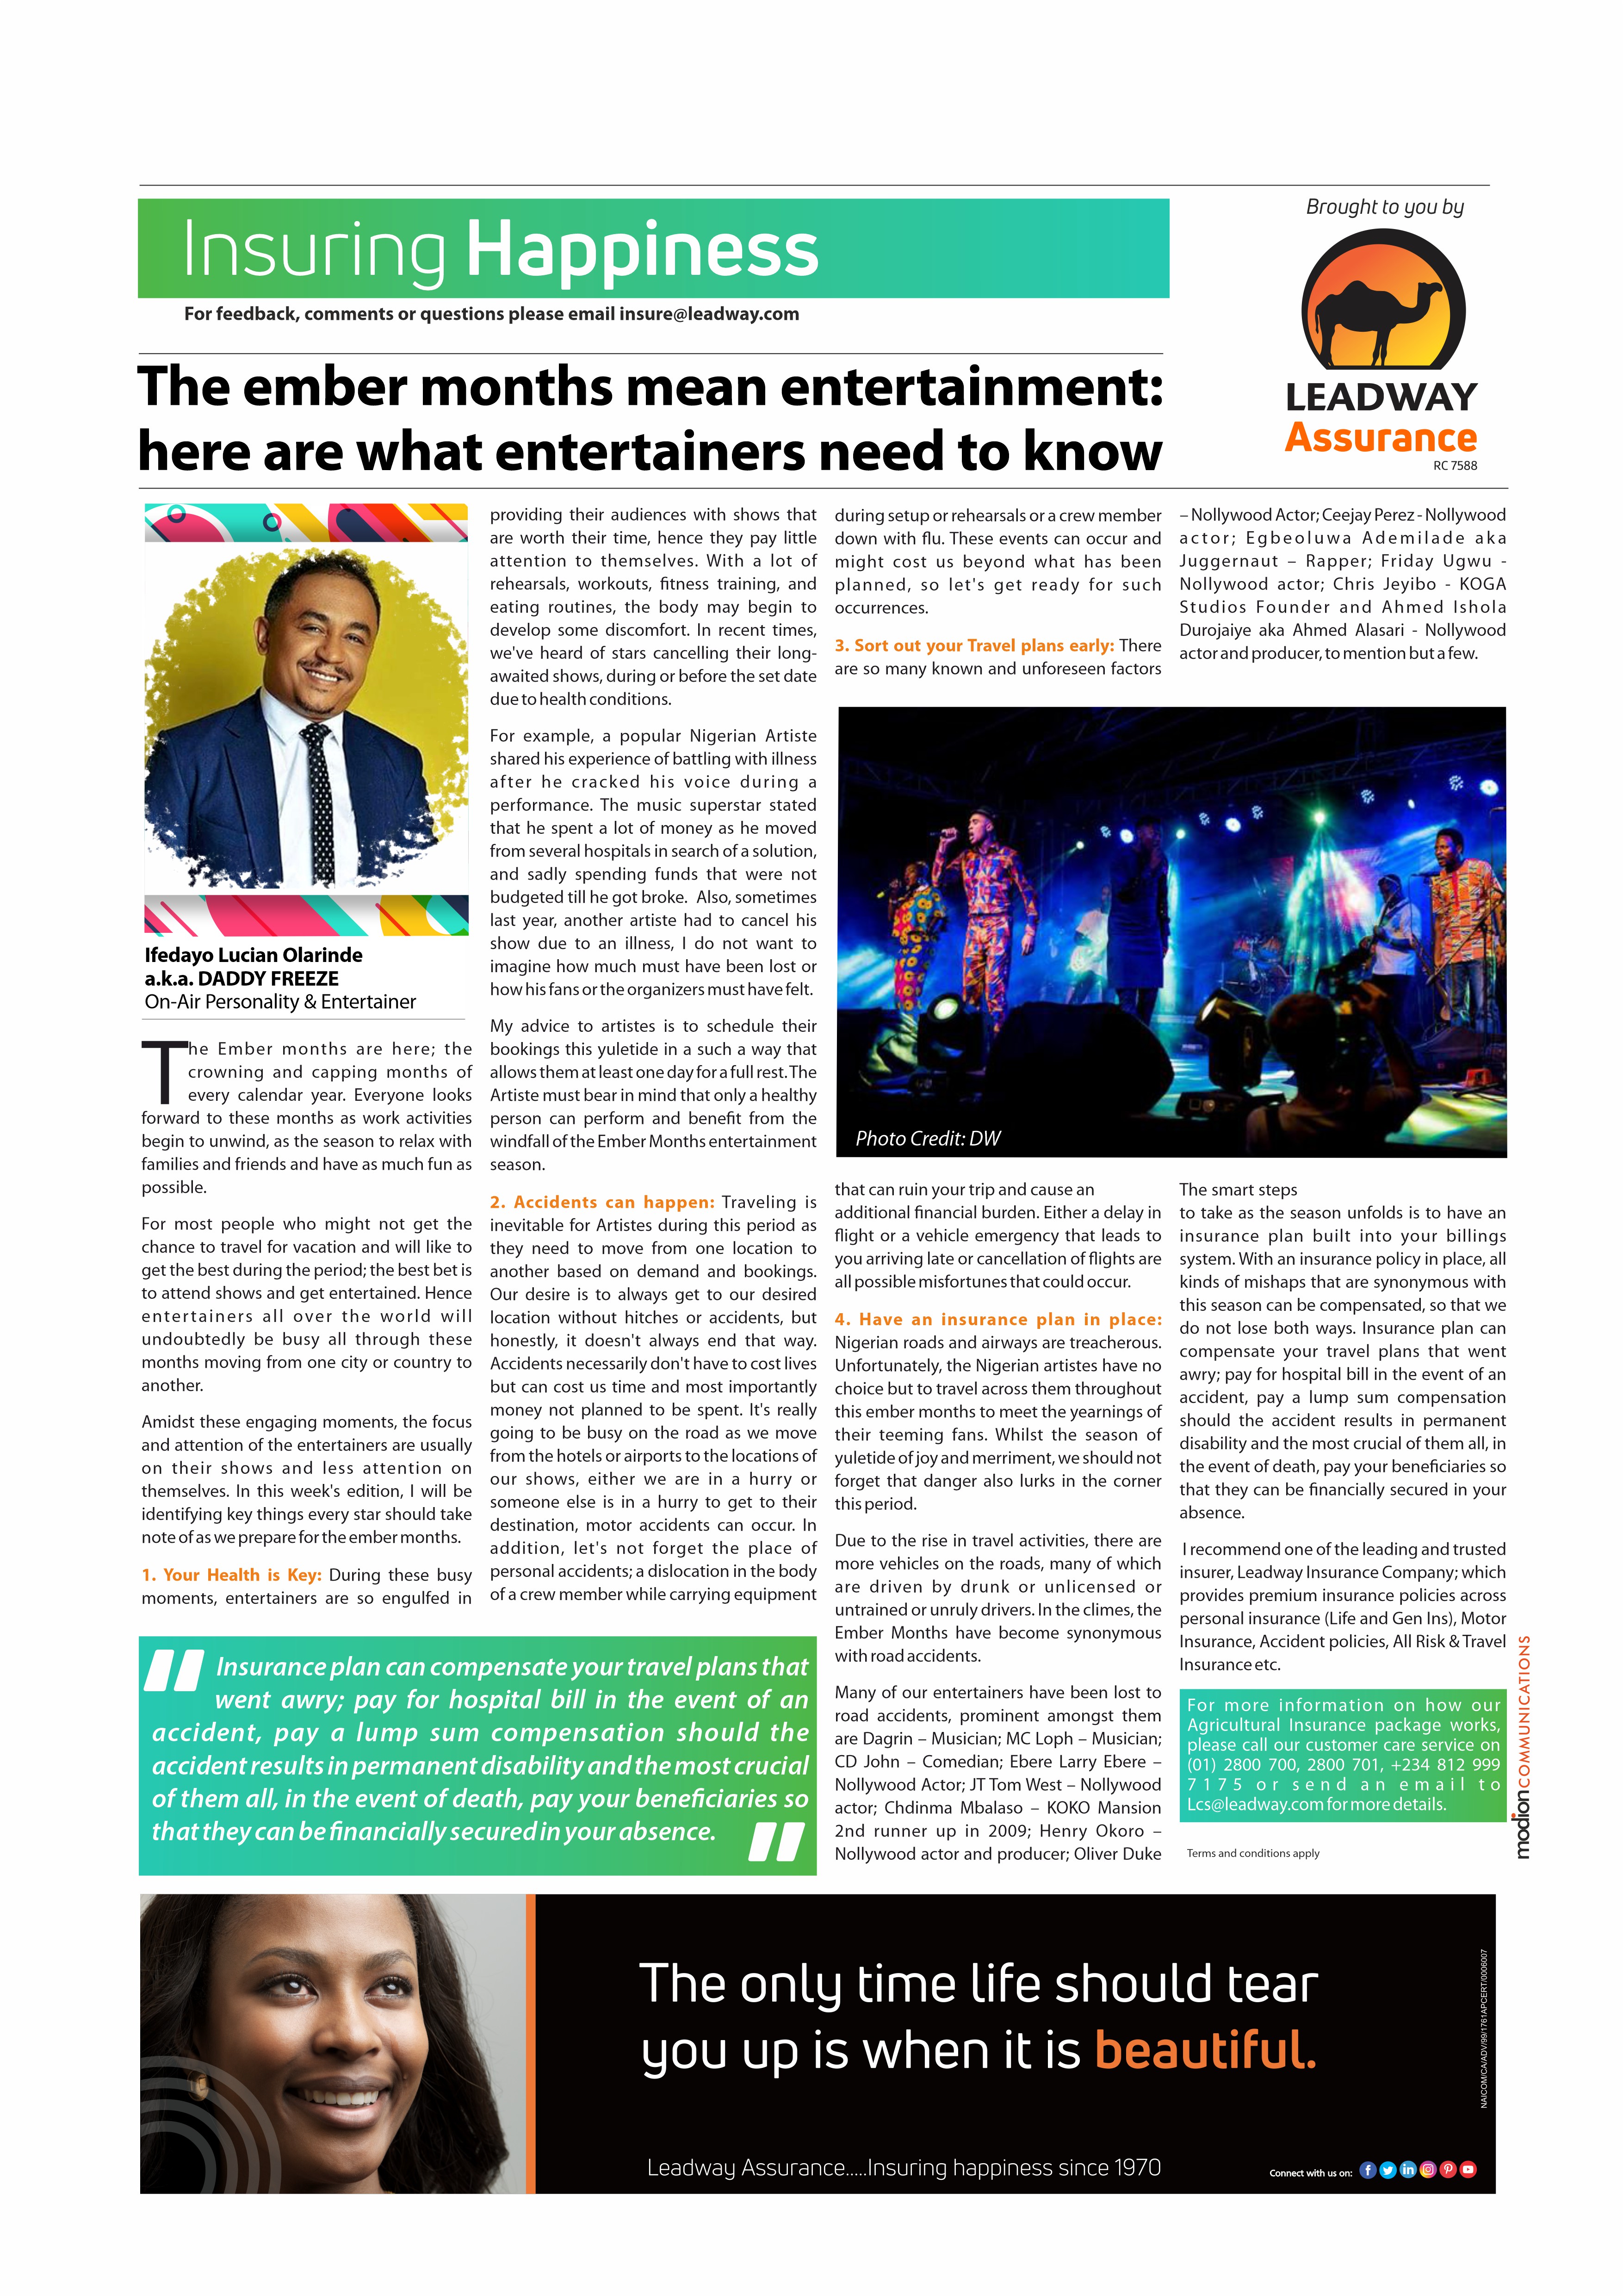 Insuring Happiness
For feedback, comments or questions please email insure@leadway.com
Brought to you by
LEADWAY
Assurance
RC 7588
The ember months mean entertainment:
here are what entertainers need to know
Ifedayo Lucian Olarinde
a.k.a. DADDY FREEZE
On-Air Personality & Entertainer
The Ember months are here; the
crowning and capping months of
every calendar year. Everyone looks
forward to these months as work activities
begin to unwind, as the season to relax with
families and friends and have as much fun as
possible.
For most people who might not get the
chance to travel for vacation and will like to
get the best during the period; the best bet is
to attend shows and get entertained. Hence
entertainers all over the world will
undoubtedly be busy all through these
months moving from one city or country to
another.
Amidst these engaging moments, the focus
and attention of the entertainers are usually
on their shows and less attention on
themselves. In this week's edition, I will be
identifying key things every star should take
note of as we prepare for the ember months.
1. Your Health is Key: During these busy
moments, entertainers are so engulfed in
providing their audiences with shows that
are worth their time, hence they pay little
attention to themselves. With a lot of
rehearsals, workouts, fitness training, and
eating routines, the body may begin to
develop some discomfort. In recent times,
we've heard of stars cancelling their long-
awaited shows, during or before the set date
due to health conditions.
For example, a popular Nigerian Artiste
shared his experience of battling with illness
after he cracked his voice during a
performance. The music superstar stated
that he spent a lot of money as he moved
from several hospitals in search of a solution,
and sadly spending funds that were not
budgeted till he got broke. Also, sometimes
last year, another artiste had to cancel his
show due to an illness, I do not want to
imagine how much must have been lost or
how his fans or the organizers must have felt.
My advice to artistes is to schedule their
bookings this yuletide in a such a way that
allows them at least one day for a full rest. The
Artiste must bear in mind that only a healthy
person can perform and benefit from the
windfall of the Ember Months entertainment
season.
2. Accidents can happen: Traveling is
inevitable for Artistes during this period as
they need to move from one location to
another based on demand and bookings.
Our desire is to always get to our desired
location without hitches or accidents, but
honestly, it doesn't always end that way.
Accidents necessarily don't have to cost lives
but can cost us time and most importantly
money not planned to be spent. It's really
going to be busy on the road as we move
from the hotels or airports to the locations of
our shows, either we are in a hurry or
someone else is in a hurry to get to their
destination, motor accidents can occur. In
addition, let's not forget the place of
personal accidents; a dislocation in the body
of a crew member while carrying equipment
during setup or rehearsals or a crew member
down with flu. These events can occur and
might cost us beyond what has been
planned, so let's get ready for such
occurrences.
3. Sort out your Travel plans early: There
are so many known and unforeseen factors
Photo Credit: DW
that can ruin your trip and cause an
additional financial burden. Either a delay in
flight or a vehicle emergency that leads to
you arriving late or cancellation of flights are
all possible misfortunes that could occur.
4. Have an insurance plan in place:
Nigerian roads and airways are treacherous.
Unfortunately, the Nigerian artistes have no
choice but to travel across them throughout
this ember months to meet the yearnings of
their teeming fans. Whilst the season of
yuletide of joy and merriment, we should not
forget that danger also lurks in the corner
this period.
Due to the rise in travel activities, there are
more vehicles on the roads, many of which
are driven by drunk or unlicensed or
untrained or unruly drivers. In the climes, the
Ember Months have become synonymous
with road accidents.
Many of our entertainers have been lost to
road accidents, prominent amongst them
are Dagrin – Musician; MC Loph – Musician;
CD John – Comedian; Ebere Larry Ebere –
Nollywood Actor; JT Tom West – Nollywood
actor; Chdinma Mbalaso – KOKO Mansion
2nd runner up in 2009; Henry Okoro –
Nollywood actor and producer; Oliver Duke
– Nollywood Actor; Ceejay Perez - Nollywood
actor; Egbeoluwa Ademilade aka
Juggernaut – Rapper; Friday Ugwu -
Nollywood actor; Chris Jeyibo - KOGA
Studios Founder and Ahmed Ishola
Durojaiye aka Ahmed Alasari - Nollywood
actor and producer, to mention but a few.
The smart steps
to take as the season unfolds is to have an
insurance plan built into your billings
system. With an insurance policy in place, all
kinds of mishaps that are synonymous with
this season can be compensated, so that we
do not lose both ways. Insurance plan can
compensate your travel plans that went
awry; pay for hospital bill in the event of an
accident, pay a lump sum compensation
should the accident results in permanent
disability and the most crucial of them all, in
the event of death, pay your beneficiaries so
that they can be financially secured in your
absence.
I recommend one of the leading and trusted
insurer, Leadway Insurance Company; which
provides premium insurance policies across
personal insurance (Life and Gen Ins), Motor
Insurance, Accident policies, All Risk & Travel
Insurance etc.
For more information on how our
Agricultural Insurance package works,
please call our customer care service on
(01) 2800 700, 2800 701, +234 812 999
7175 or send an email to
Lcs@leadway.com for more details.
Terms and conditions apply
modion COMMUNICATIONS
" Insurance plan can compensate your travel plans that
went awry; pay for hospital bill in the event of an
accident, pay a lump sum compensation should the
accident results in permanent disability and the most crucial
of them all, in the event of death, pay your beneficiaries so
that they can be financially secured in your absence. "
The only time life should tear
you up is when it is beautiful.
Leadway Assurance.....Insuring happiness since 1970
Connect with us on:
NAICOM/CA/ADV/99/1761APCERT/0006007